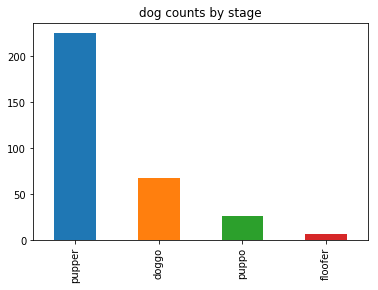 dog counts by stage
200
150
100
50
0
pupper
doggo
puppo
floofer